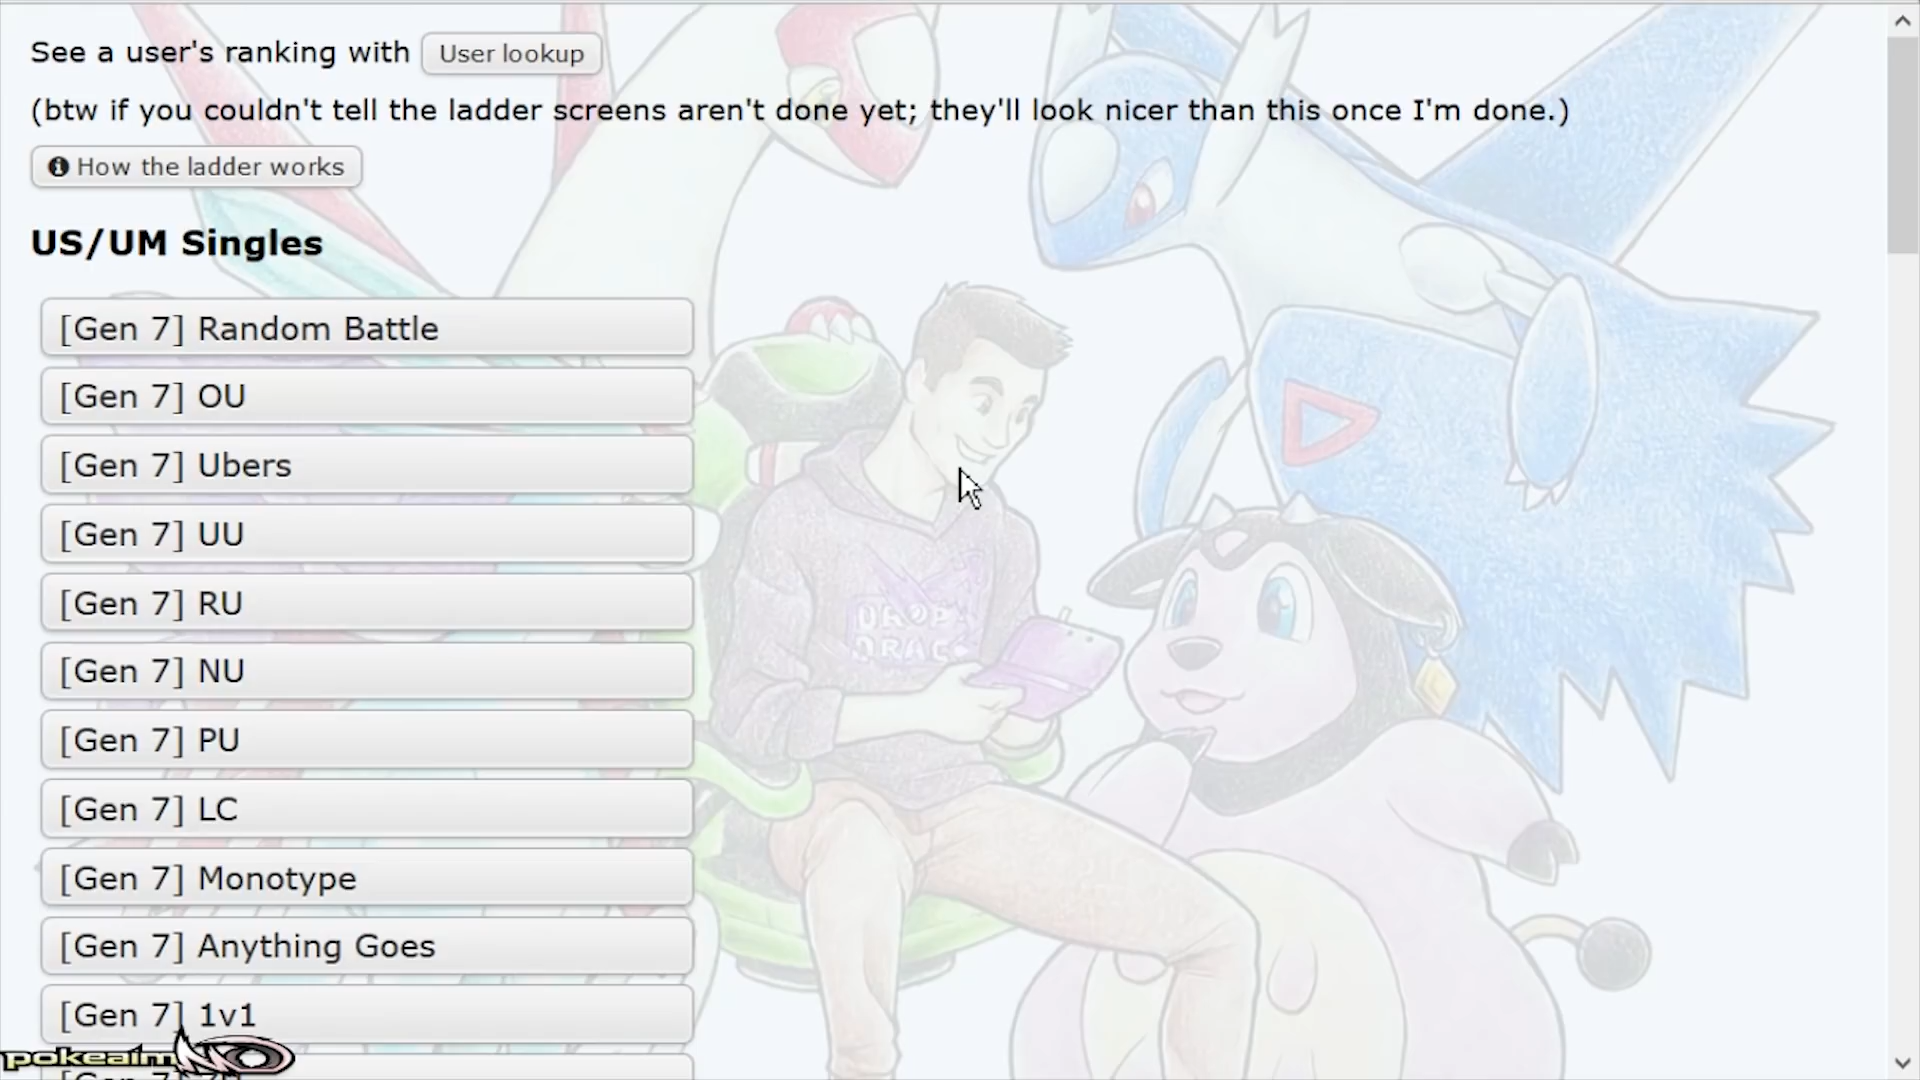 See a user's ranking with User lookup
(btw if you couldn't tell the ladder screens aren't done yet; they'll look nicer than this once I'm done.)
How the ladder works
US/UM Singles
[Gen 7] Random Battle
[Gen 7] OU
[Gen 7] Ubers
[Gen 7] UU
[Gen 7] RU
[Gen 7] NU
[Gen 7] PU
[Gen 7] LC
[Gen 7] Monotype
[Gen 7] Anything Goes
[Gen 7] 1v1
pokeaim
DROP
DRAC